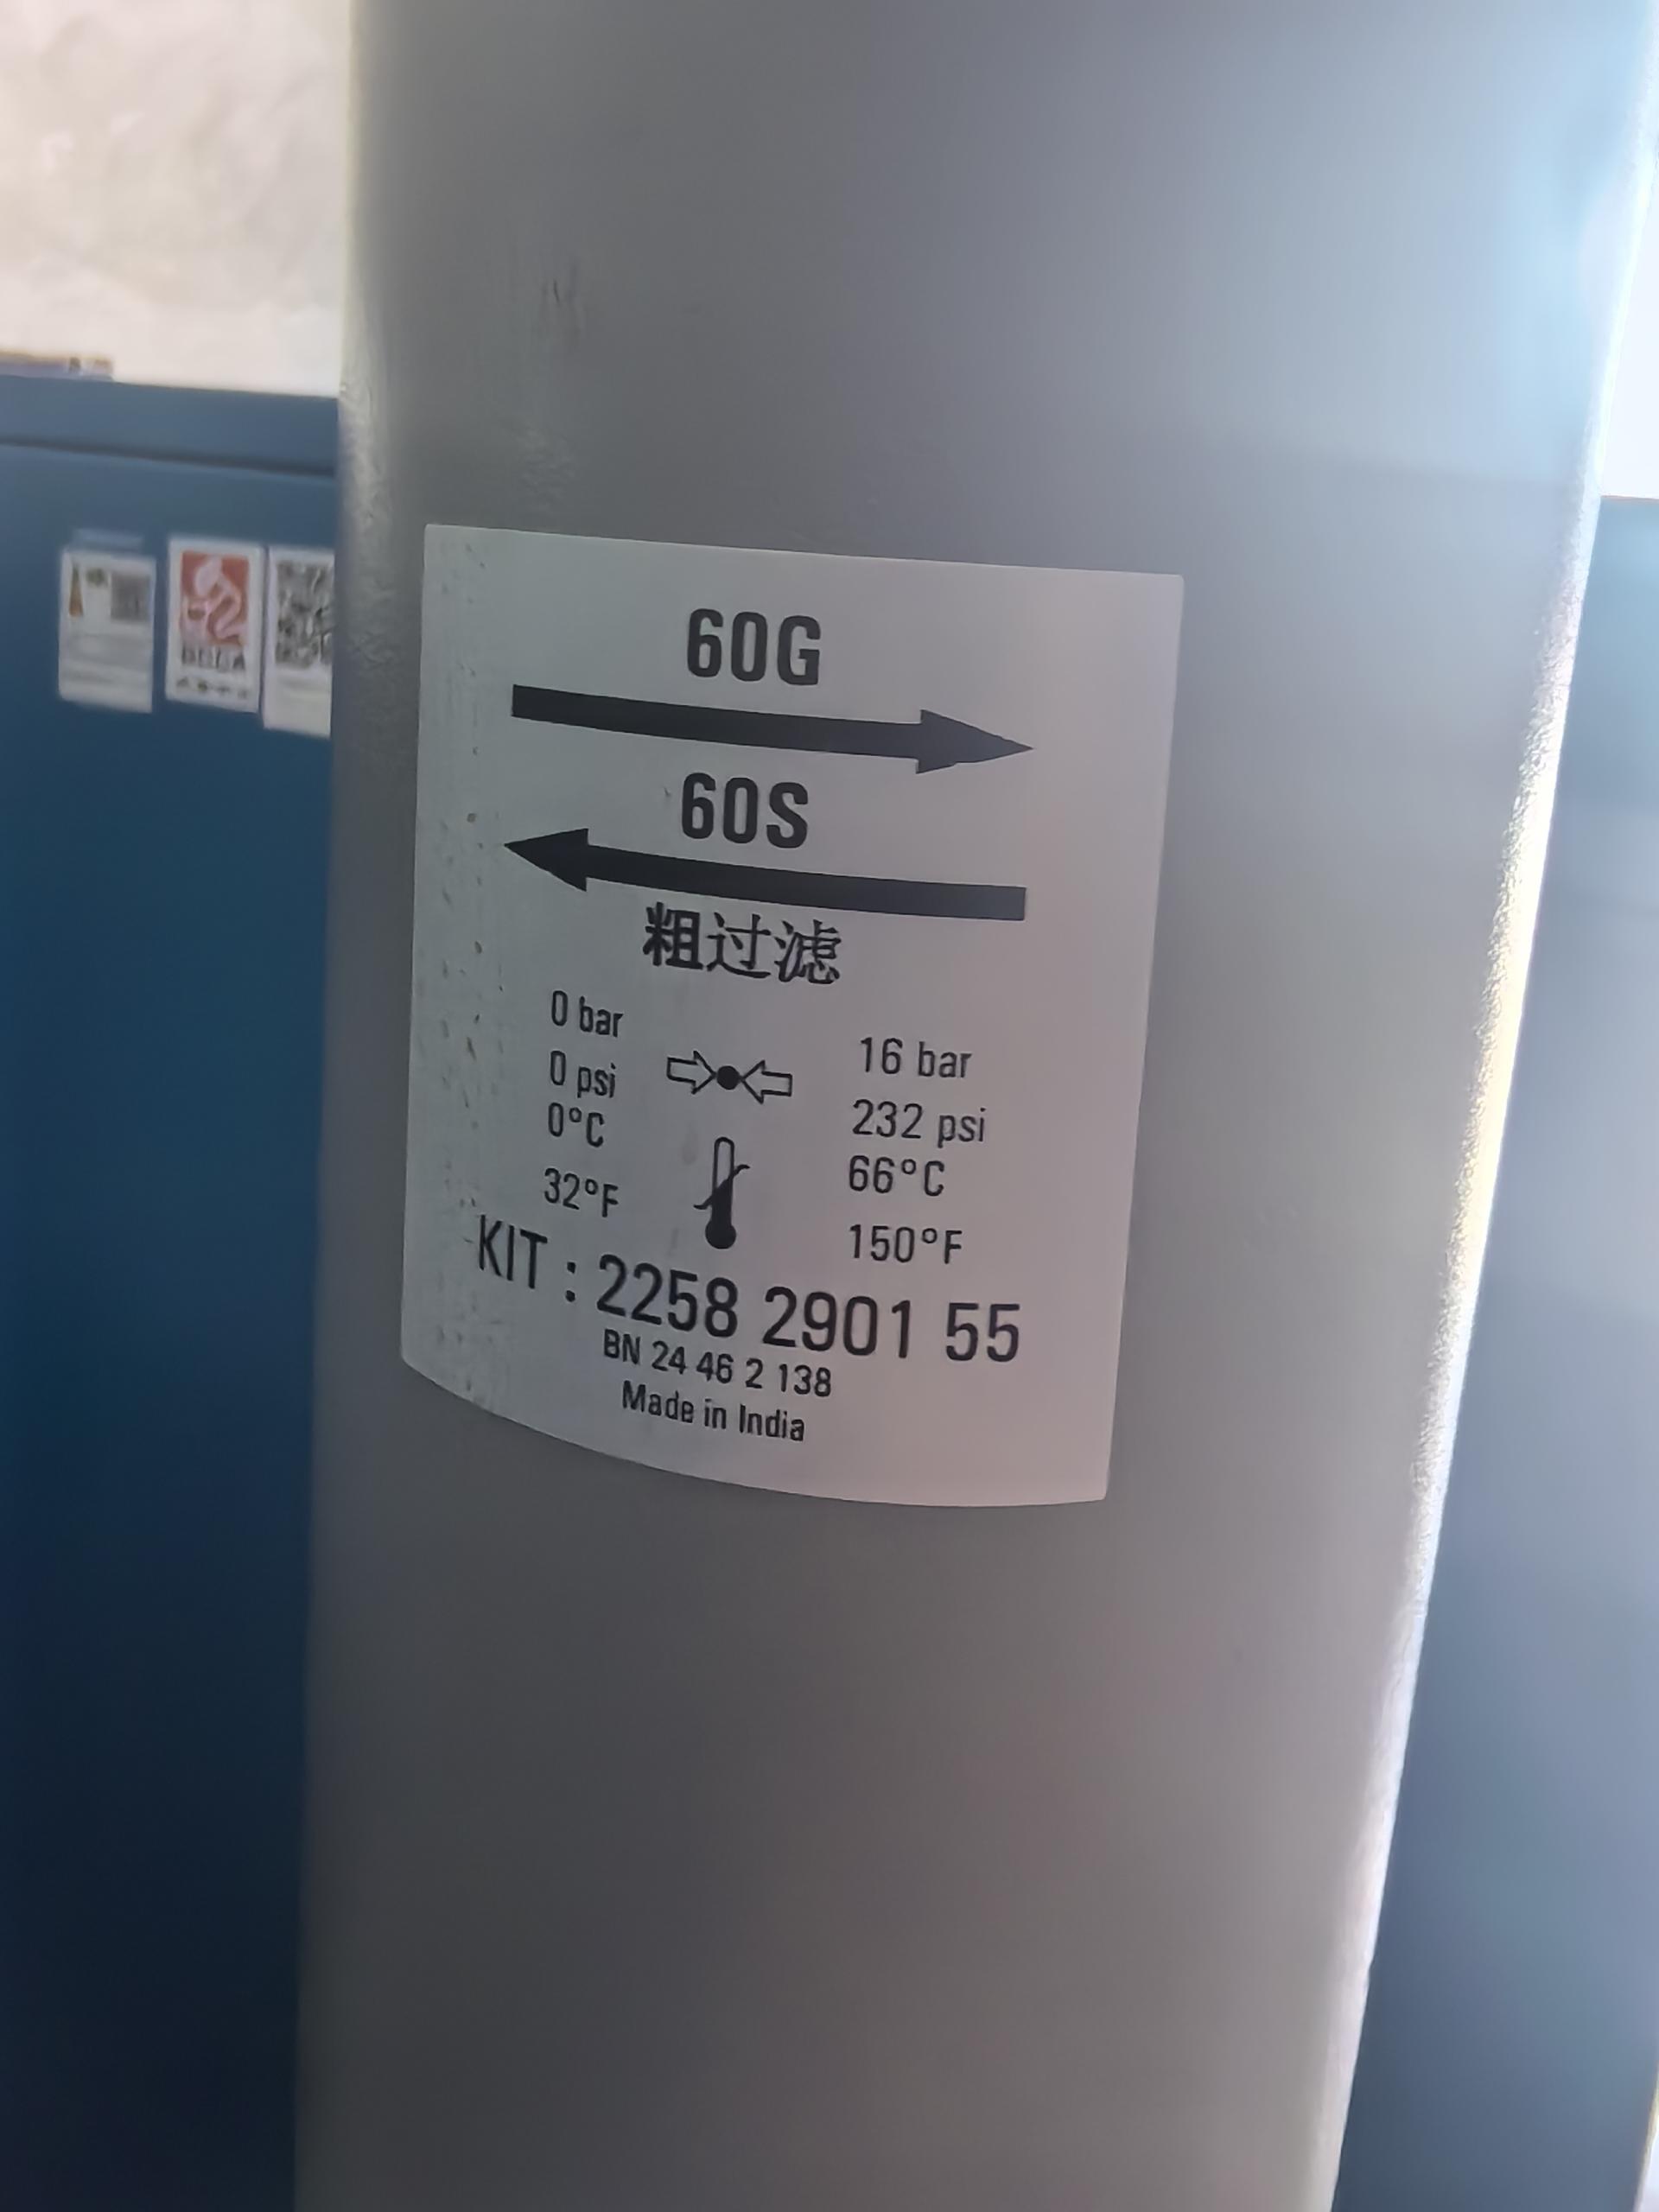 60G
60S
粗过滤
0 bar
16 bar
0 psi
232 psi
0°C
66°C
32°F
150°F
KIT : 2258 2901 55
BN 24 46 2 138
Made in India